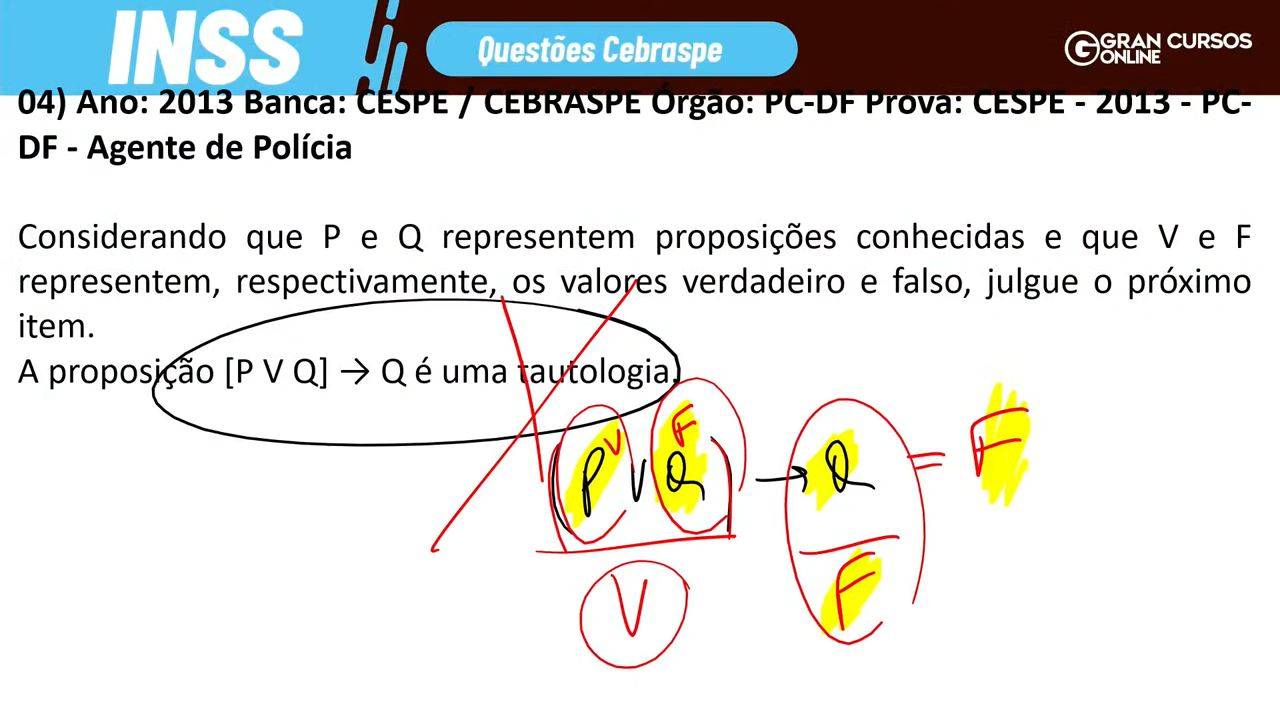 INSS
Questões Cebraspe
GRAN CURSOS
ONLINE
04) Ano: 2013 Banca: CESPE / CEBRASPE Órgão: PC-DF Prova: CESPE - 2013 - PC-
DF - Agente de Polícia
Considerando que P e Q representem proposições conhecidas e que V e F
representem, respectivamente, os valores verdadeiro e falso, julgue o próximo
item.
A proposição [P V Q] → Q é uma tautologia.
V F
(P V Q) → Q = F
V F